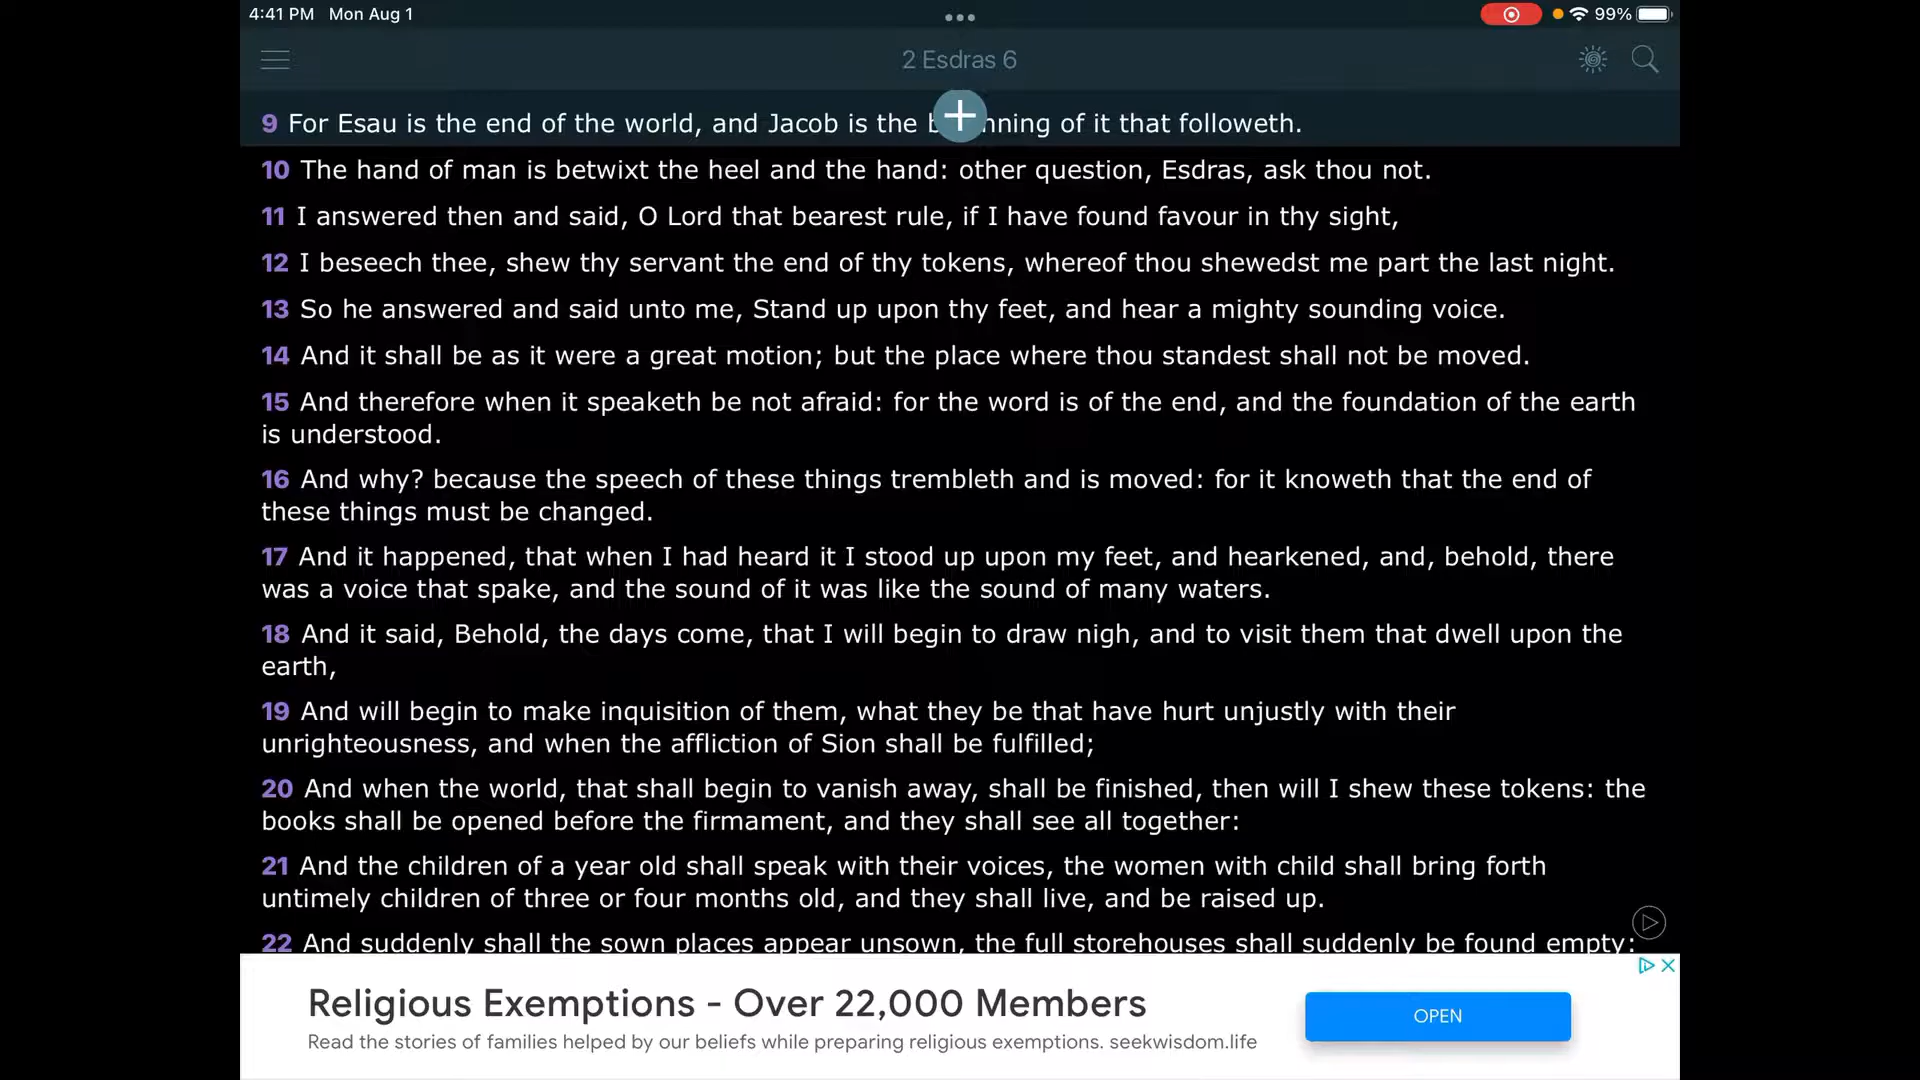 4:41 PM Mon Aug 1
99%
2 Esdras 6
9 For Esau is the end of the world, and Jacob is the b nning of it that followeth.
10 The hand of man is betwixt the heel and the hand: other question, Esdras, ask thou not.
11 I answered then and said, O Lord that bearest rule, if I have found favour in thy sight,
12 I beseech thee, shew thy servant the end of thy tokens, whereof thou shewedst me part the last night.
13 So he answered and said unto me, Stand up upon thy feet, and hear a mighty sounding voice.
14 And it shall be as it were a great motion; but the place where thou standest shall not be moved.
15 And therefore when it speaketh be not afraid: for the word is of the end, and the foundation of the earth
is understood.
16 And why? because the speech of these things trembleth and is moved: for it knoweth that the end of
these things must be changed.
17 And it happened, that when I had heard it I stood up upon my feet, and hearkened, and, behold, there
was a voice that spake, and the sound of it was like the sound of many waters.
18 And it said, Behold, the days come, that I will begin to draw nigh, and to visit them that dwell upon the
earth,
19 And will begin to make inquisition of them, what they be that have hurt unjustly with their
unrighteousness, and when the affliction of Sion shall be fulfilled;
20 And when the world, that shall begin to vanish away, shall be finished, then will I shew these tokens: the
books shall be opened before the firmament, and they shall see all together:
21 And the children of a year old shall speak with their voices, the women with child shall bring forth
untimely children of three or four months old, and they shall live, and be raised up.
22 And suddenly shall the sown places appear unsown, the full storehouses shall suddenly be found empty:
Religious Exemptions - Over 22,000 Members
Read the stories of families helped by our beliefs while preparing religious exemptions. seekwisdom.life
OPEN